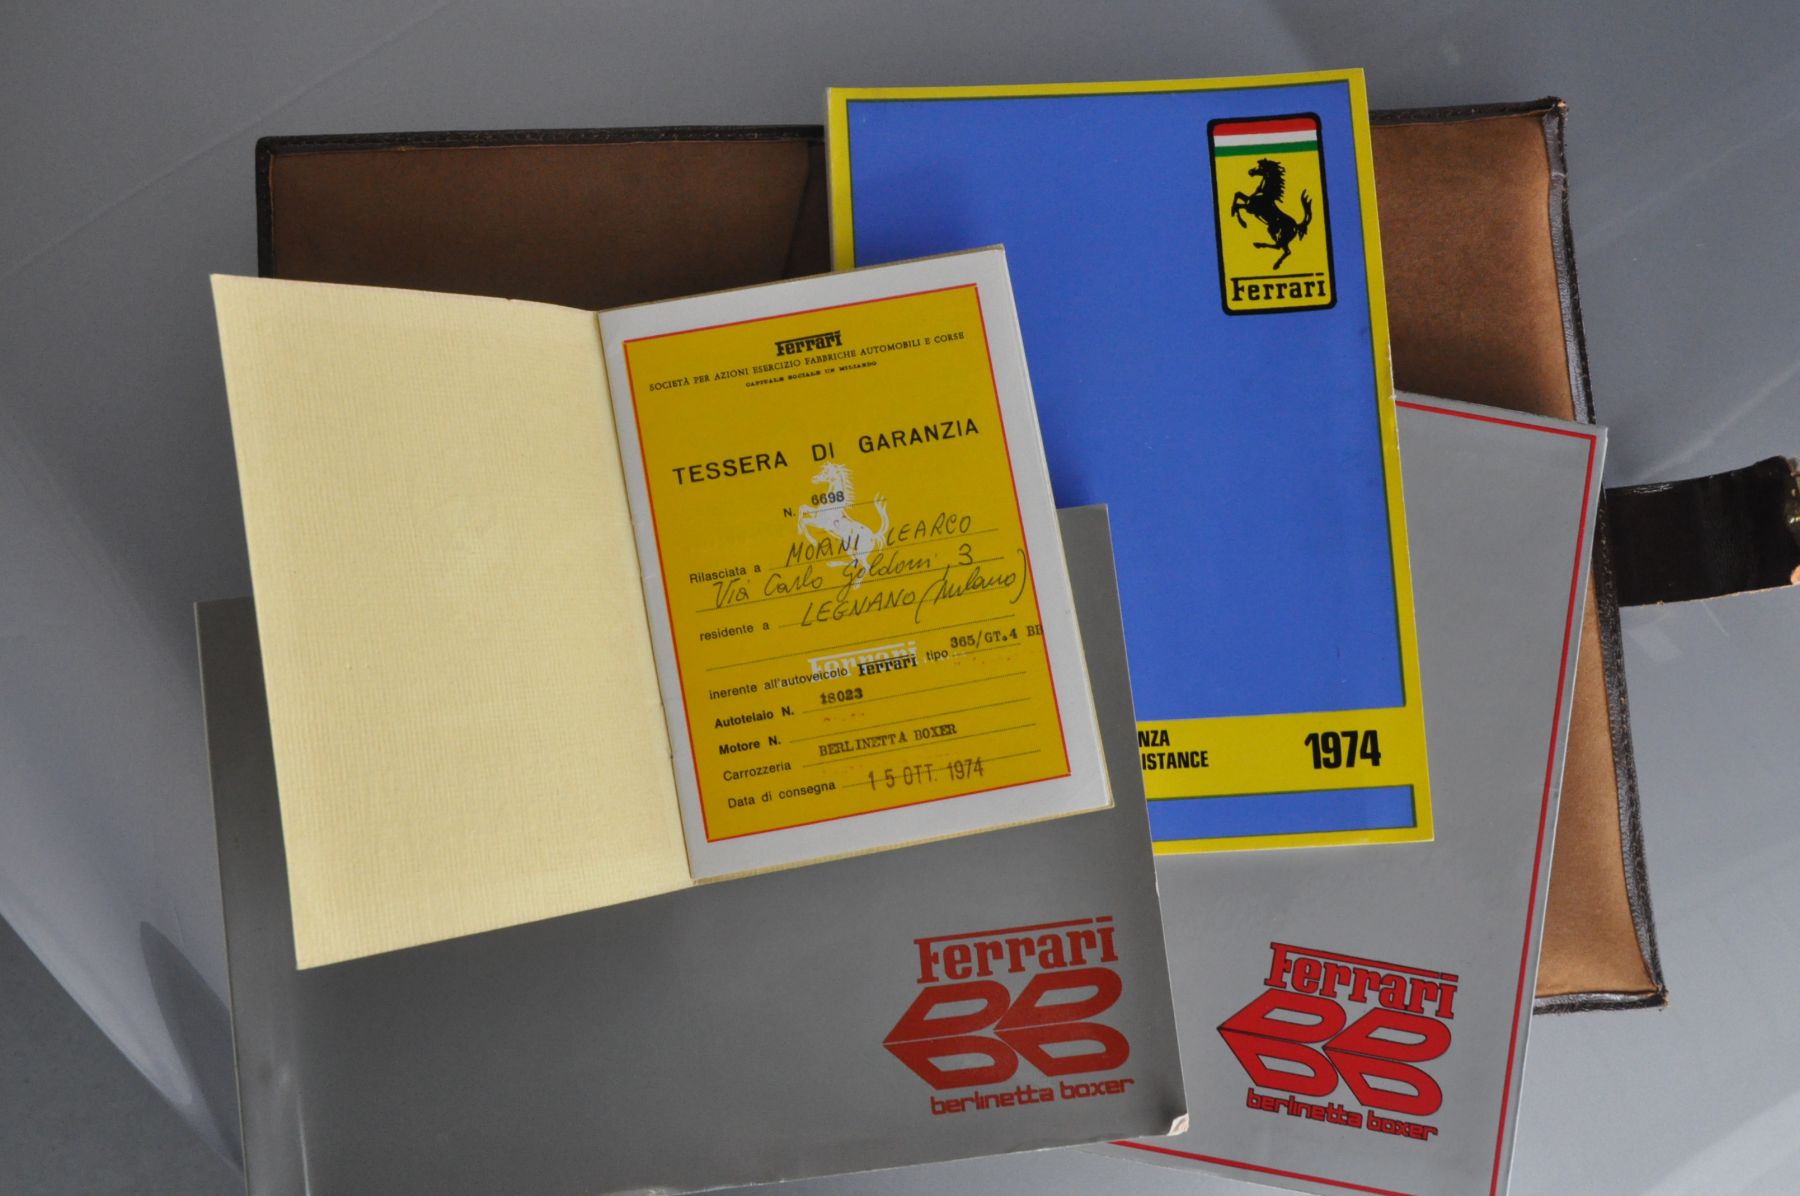 Ferrari
SOCIETÀ PER AZIONI ESERCIZIO FABBRICHE AUTOMOBILI E CORSE
CAPITALE SOCIALE UN MILIARDO
TESSERA DI GARANZIA
N. 6698
Rilasciata a MORINI LEARCO
Via Carlo Goldoni, 3
residente a LEGNANO (Milano)
Ferrari
inerente all'autoveicolo Ferrari tipo 365/GT.4 BB
Autotelaio N. 18023
Motore N.
Carrozzeria BERLINETTA BOXER
Data di consegna 15 OTT. 1974
Ferrari
NZA
ISTANCE
1974
Ferrari
berlinetta boxer
Ferrari
berlinetta boxer